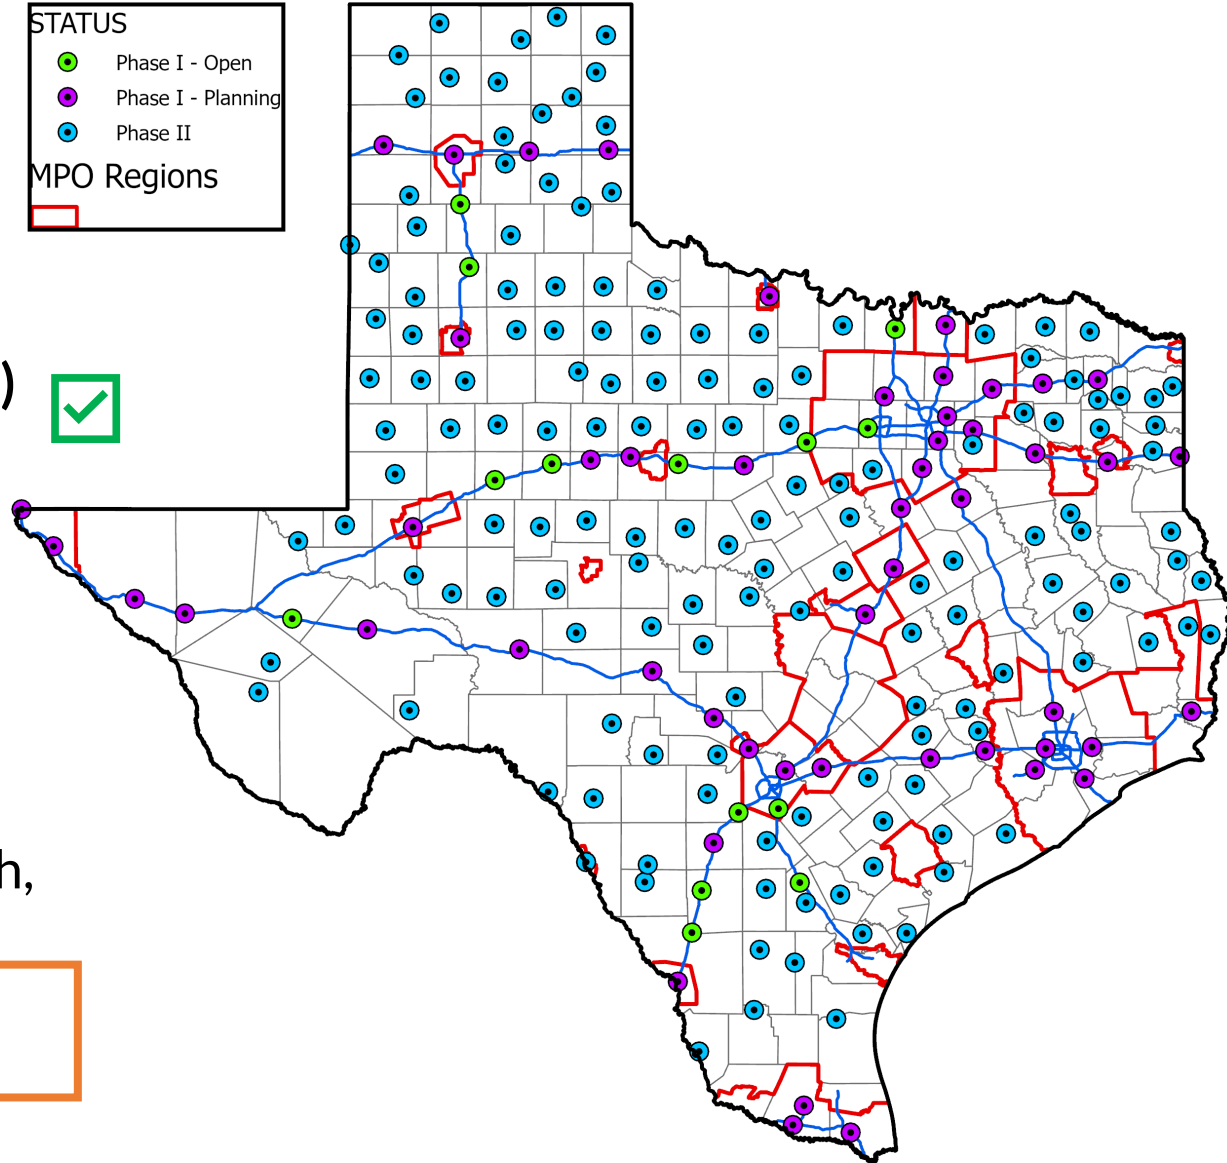 STATUS
Phase I - Open
Phase I - Planning
Phase II
MPO Regions
)
h,